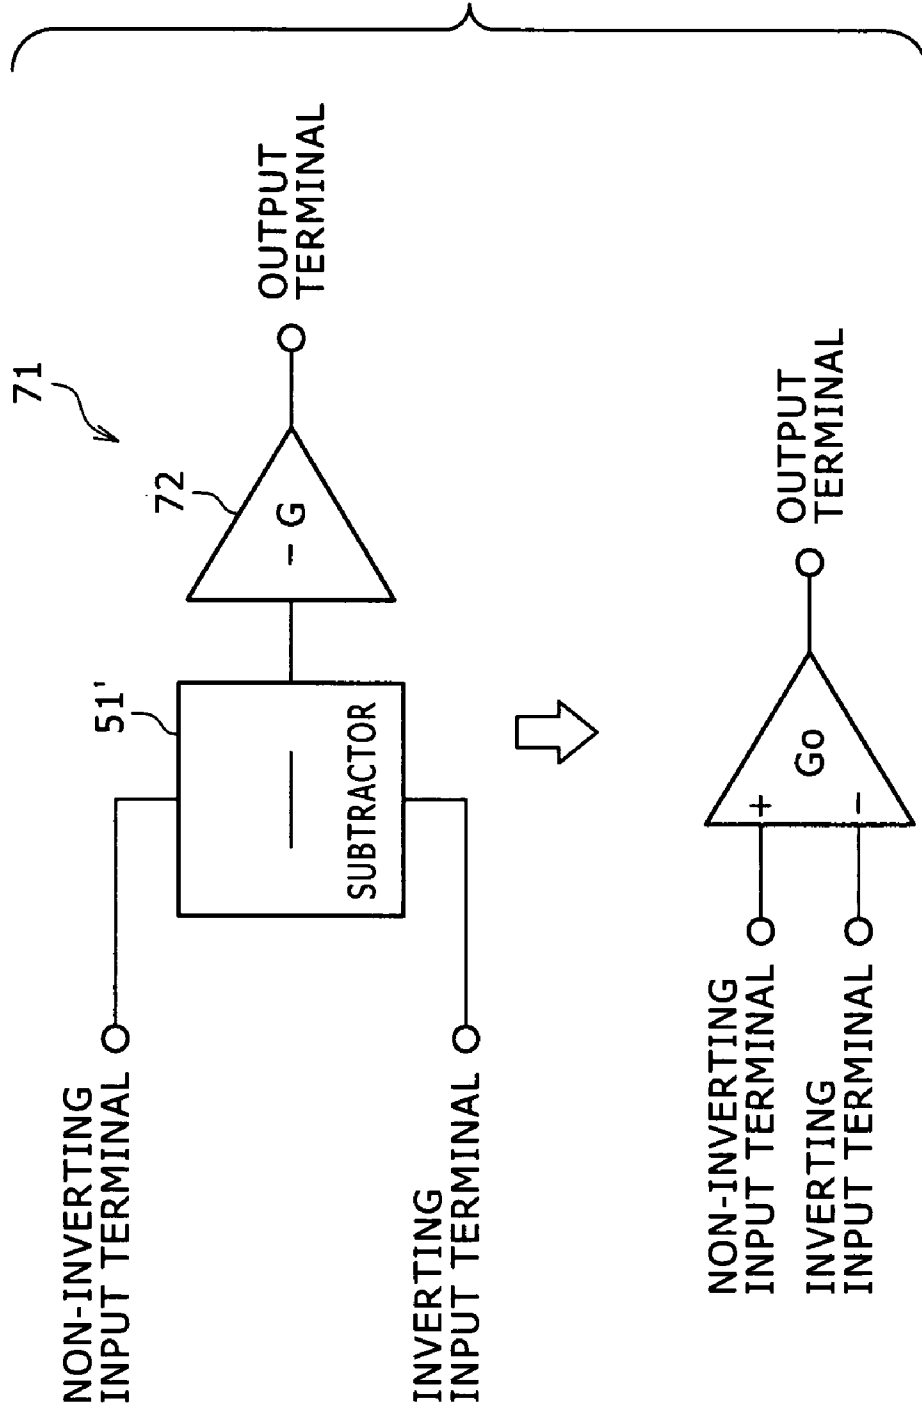 71
NON-INVERTING
INPUT TERMINAL
51'
72
— 
SUBTRACTOR
- G
OUTPUT
TERMINAL
INVERTING
INPUT TERMINAL
NON-INVERTING
INPUT TERMINAL
INVERTING
INPUT TERMINAL
+
-
Go
OUTPUT
TERMINAL